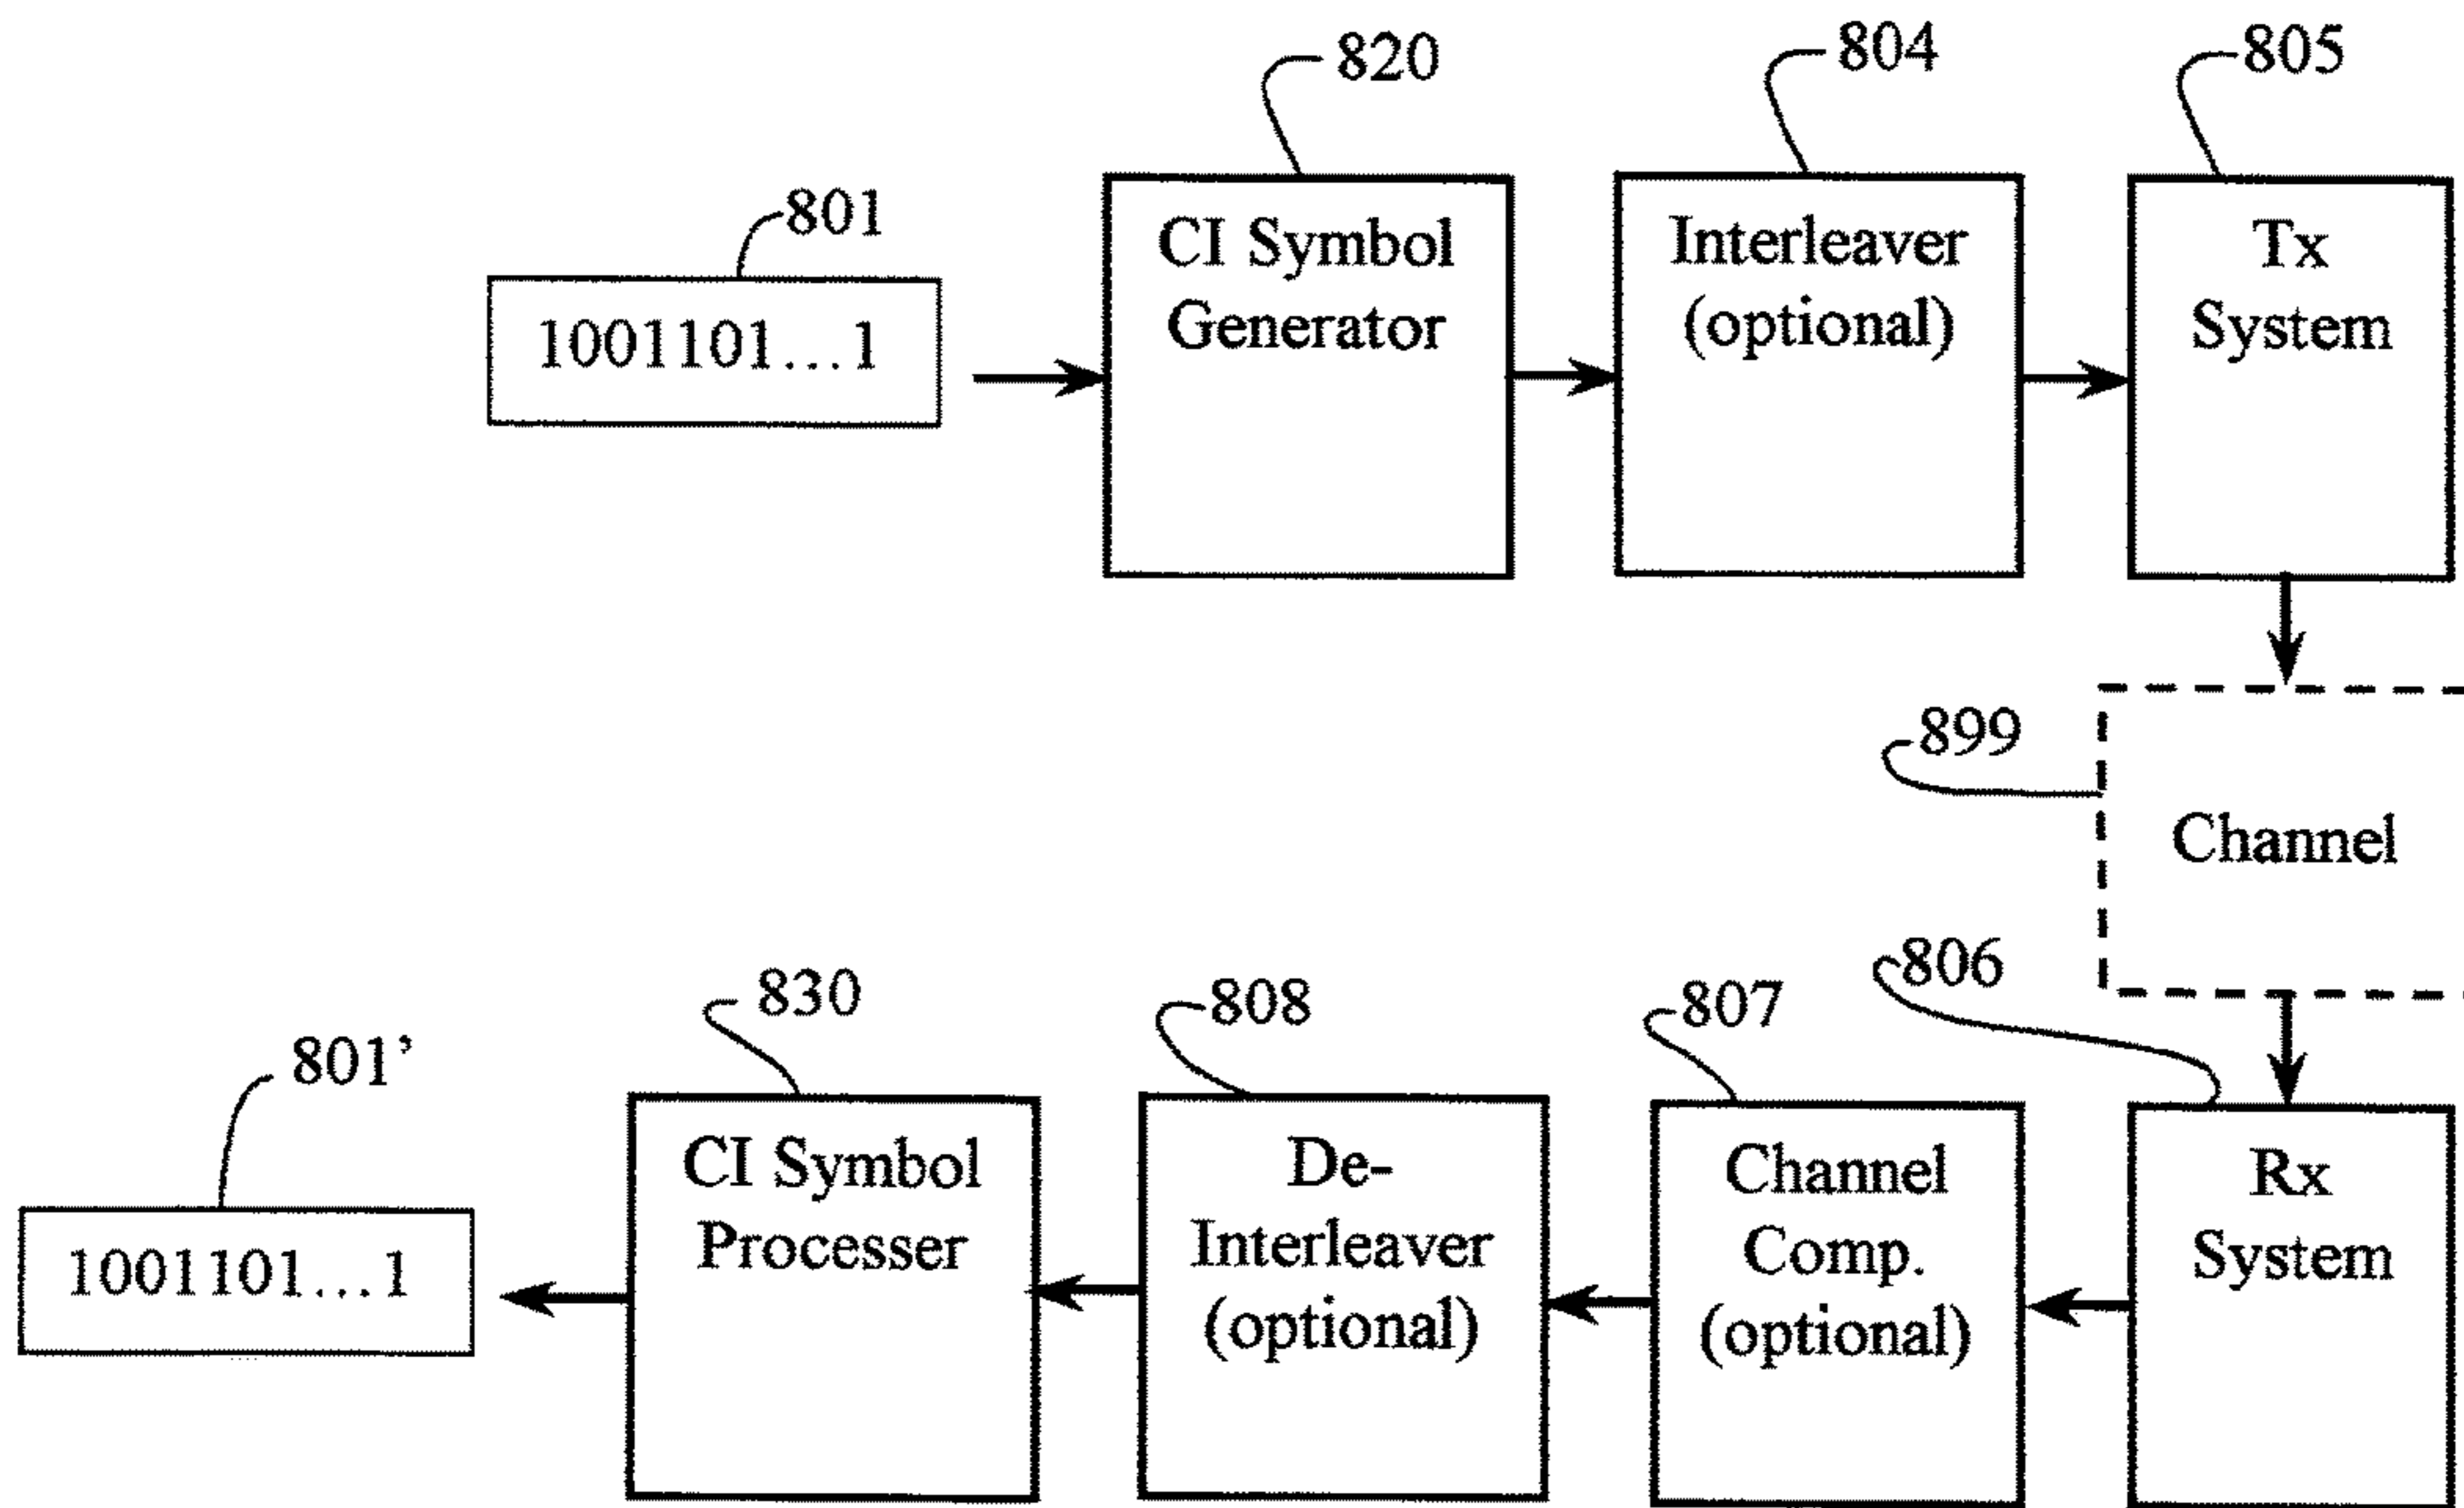 820
804
805
801
CI Symbol
Generator
Interleaver
(optional)
Tx
System
1001101...1
899
Channel
806
830
808
807
801’
CI Symbol
Processer
De-
Interleaver
(optional)
Channel
Comp.
(optional)
Rx
System
1001101...1